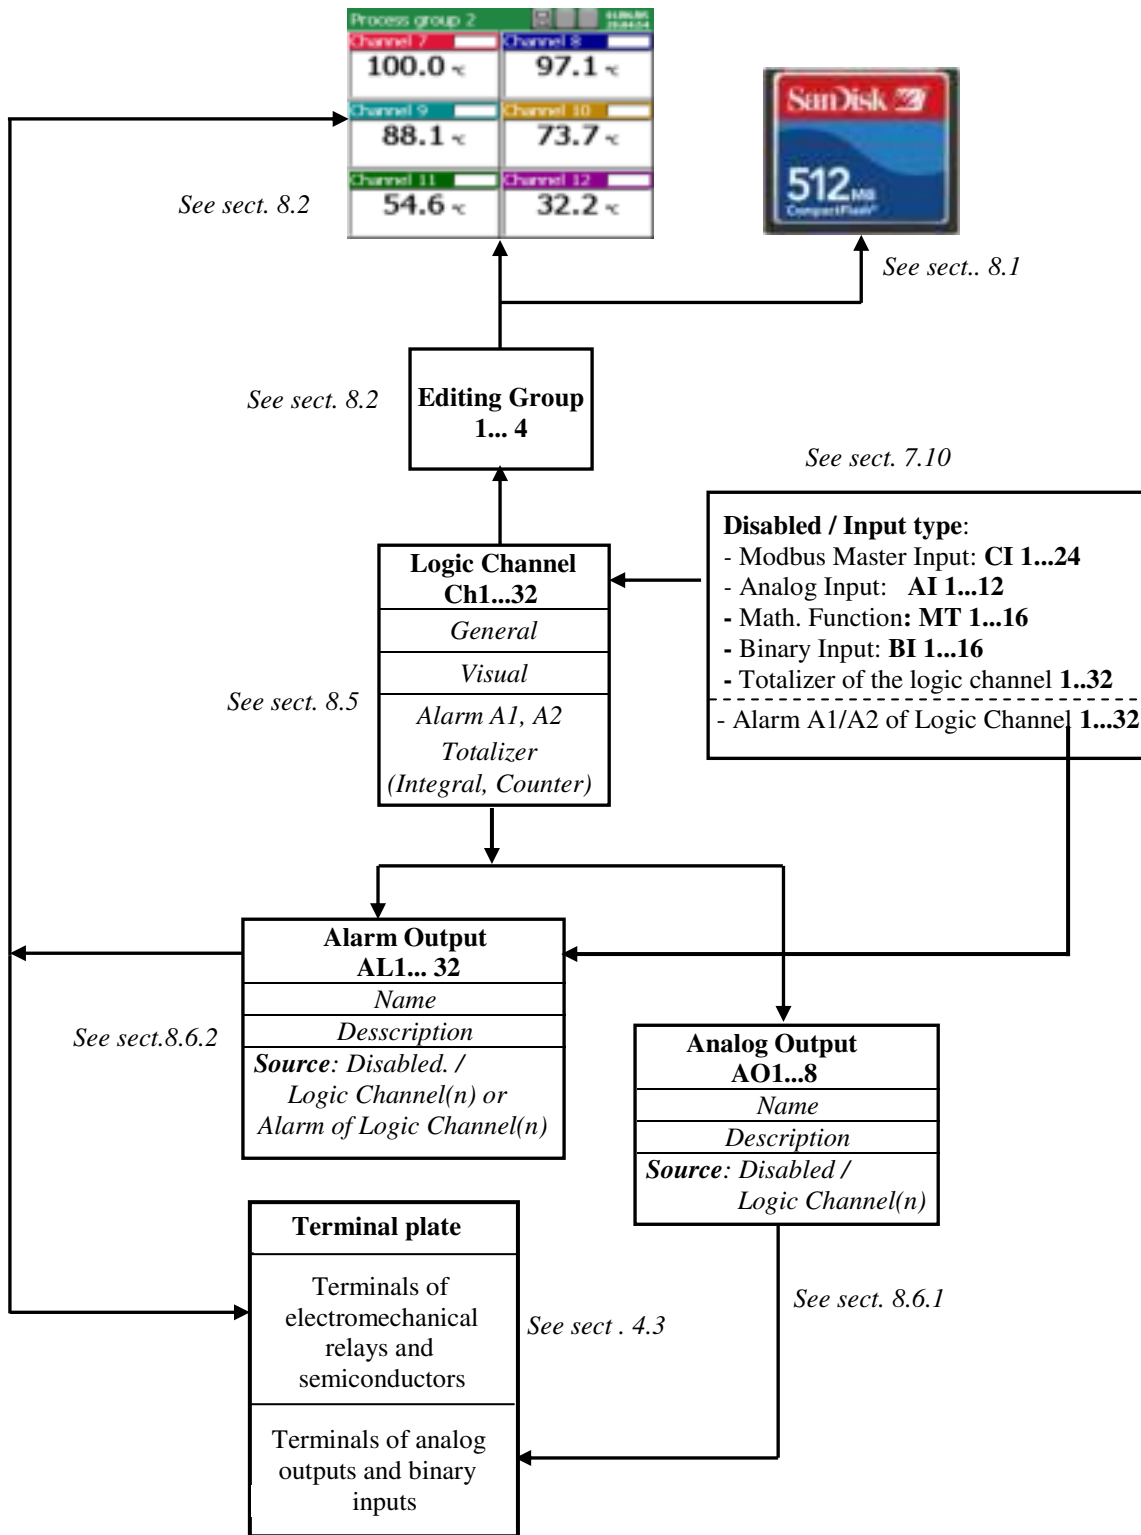 Process group 2
Channel 7
Channel 8
100.0 °C
97.1 °C
Channel 9
Channel 10
88.1 °C
73.7 °C
Channel 11
Channel 12
54.6 °C
32.2 °C
SanDisk
512MB
CompactFlash
See sect. 8.2
See sect.. 8.1
Editing Group
1... 4
See sect. 8.2
See sect. 7.10
Disabled / Input type:
- Modbus Master Input: CI 1...24
- Analog Input: AI 1...12
- Math. Function: MT 1...16
- Binary Input: BI 1...16
- Totalizer of the logic channel 1..32
- Alarm A1/A2 of Logic Channel 1...32
Logic Channel
Ch1...32
General
Visual
Alarm A1, A2
Totalizer
(Integral, Counter)
See sect. 8.5
Alarm Output
AL1... 32
Name
Desscription
Source: Disabled. /
Logic Channel(n) or
Alarm of Logic Channel(n)
See sect.8.6.2
Analog Output
AO1...8
Name
Description
Source: Disabled /
Logic Channel(n)
See sect. 8.6.1
Terminal plate
Terminals of
electromechanical
relays and
semiconductors
See sect . 4.3
Terminals of analog
outputs and binary
inputs